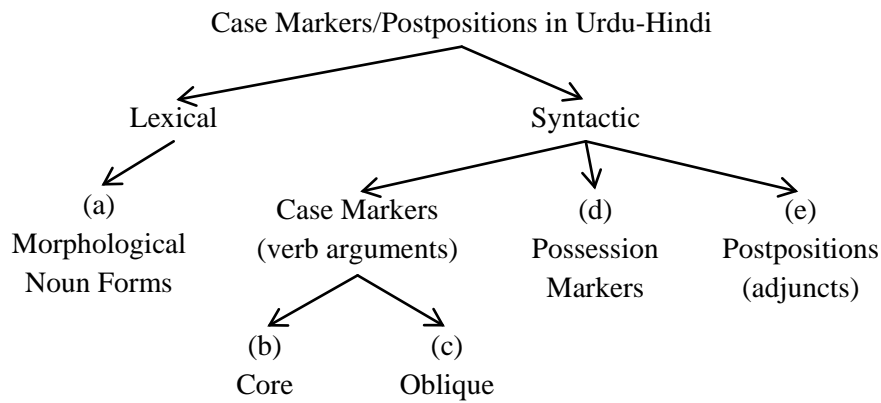 Case Markers/Postpositions in Urdu-Hindi
Lexical
Syntactic
(a)
Morphological
Noun Forms
Case Markers
(verb arguments)
(d)
Possession
Markers
(e)
Postpositions
(adjuncts)
(b)
Core
(c)
Oblique